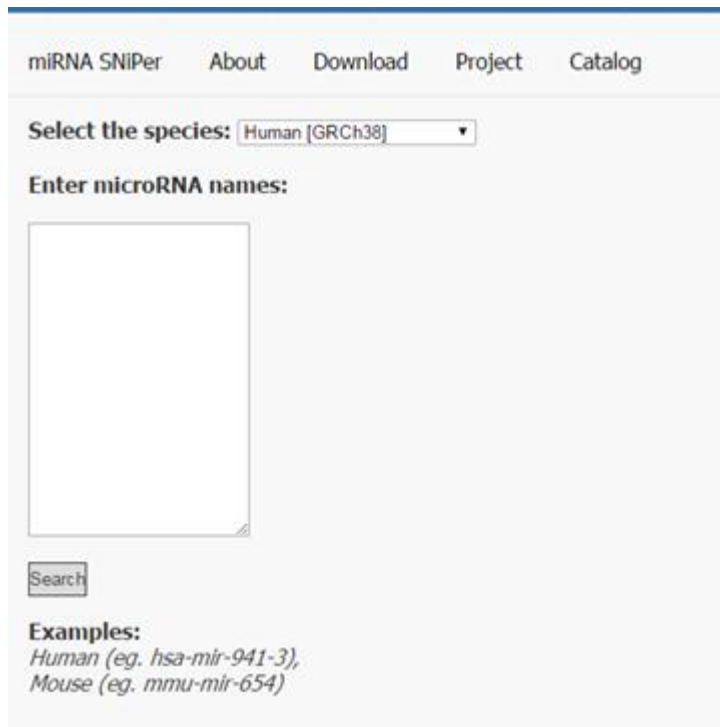 miRNA SNiPer About Download Project Catalog
Select the species: Human [GRCh38]
Enter microRNA names:
Search
Examples:
Human (eg. hsa-mir-941-3),
Mouse (eg. mmu-mir-654)